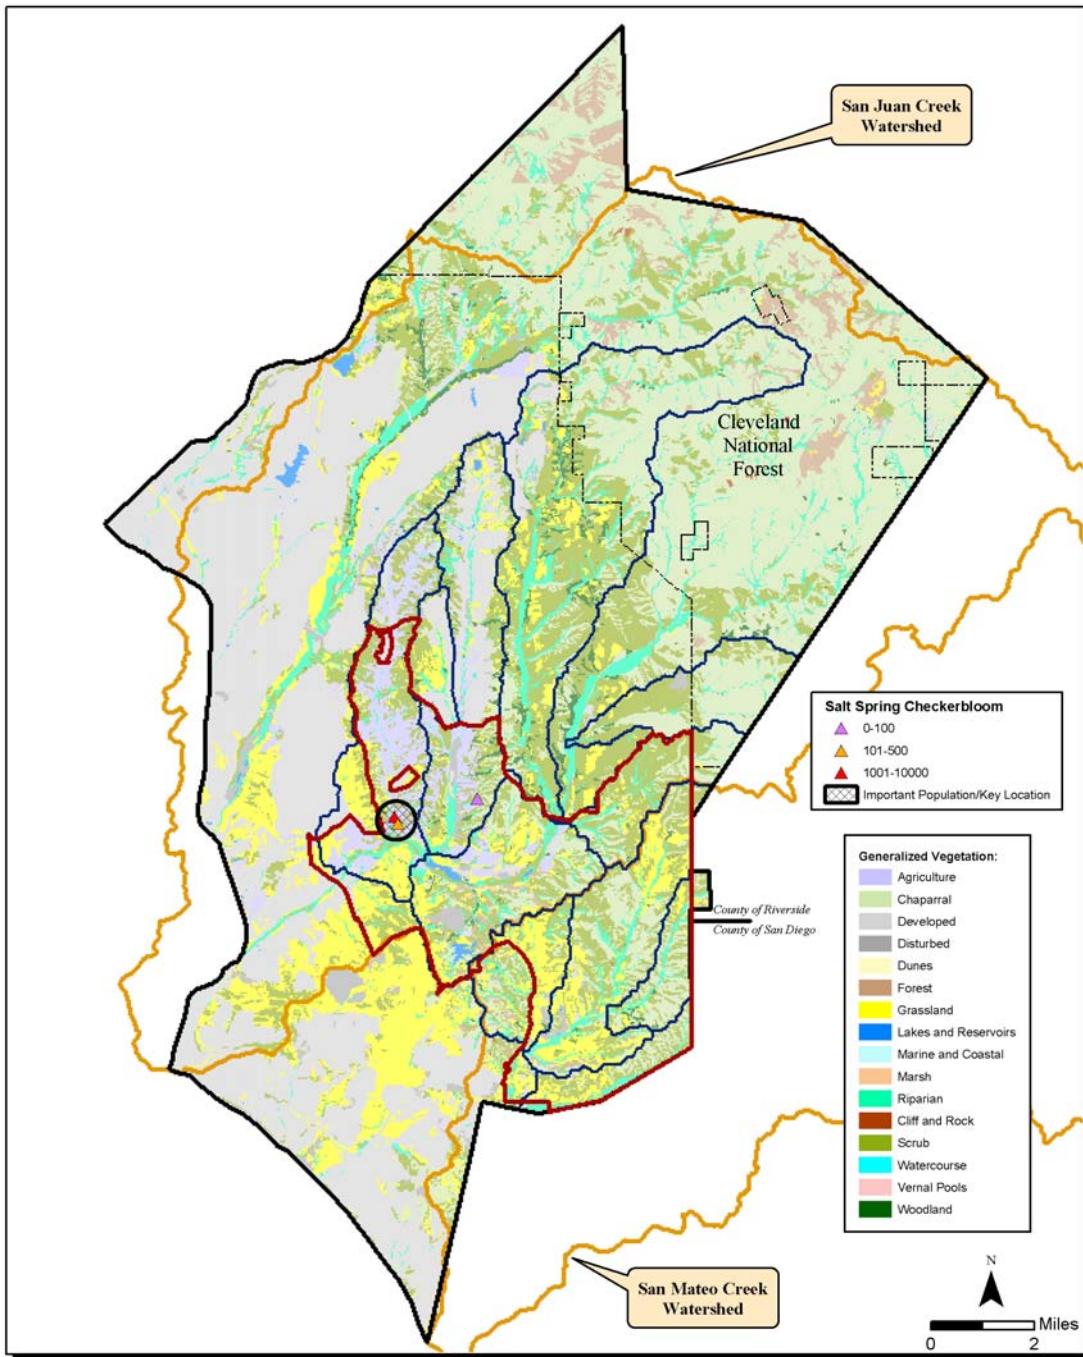 San Juan Creek
Watershed
Cleveland
National
Forest
Salt Spring Checkerbloom
0-100
101-500
1001-10000
Important Population/Key Location
Generalized Vegetation:
Agriculture
Chaparral
Developed
Disturbed
Dunes
Forest
Grassland
Lakes and Reservoirs
Marine and Coastal
Marsh
Riparian
Cliff and Rock
Scrub
Watercourse
Vernal Pools
Woodland
County of Riverside
County of San Diego
San Mateo Creek
Watershed
N
Miles
0 2